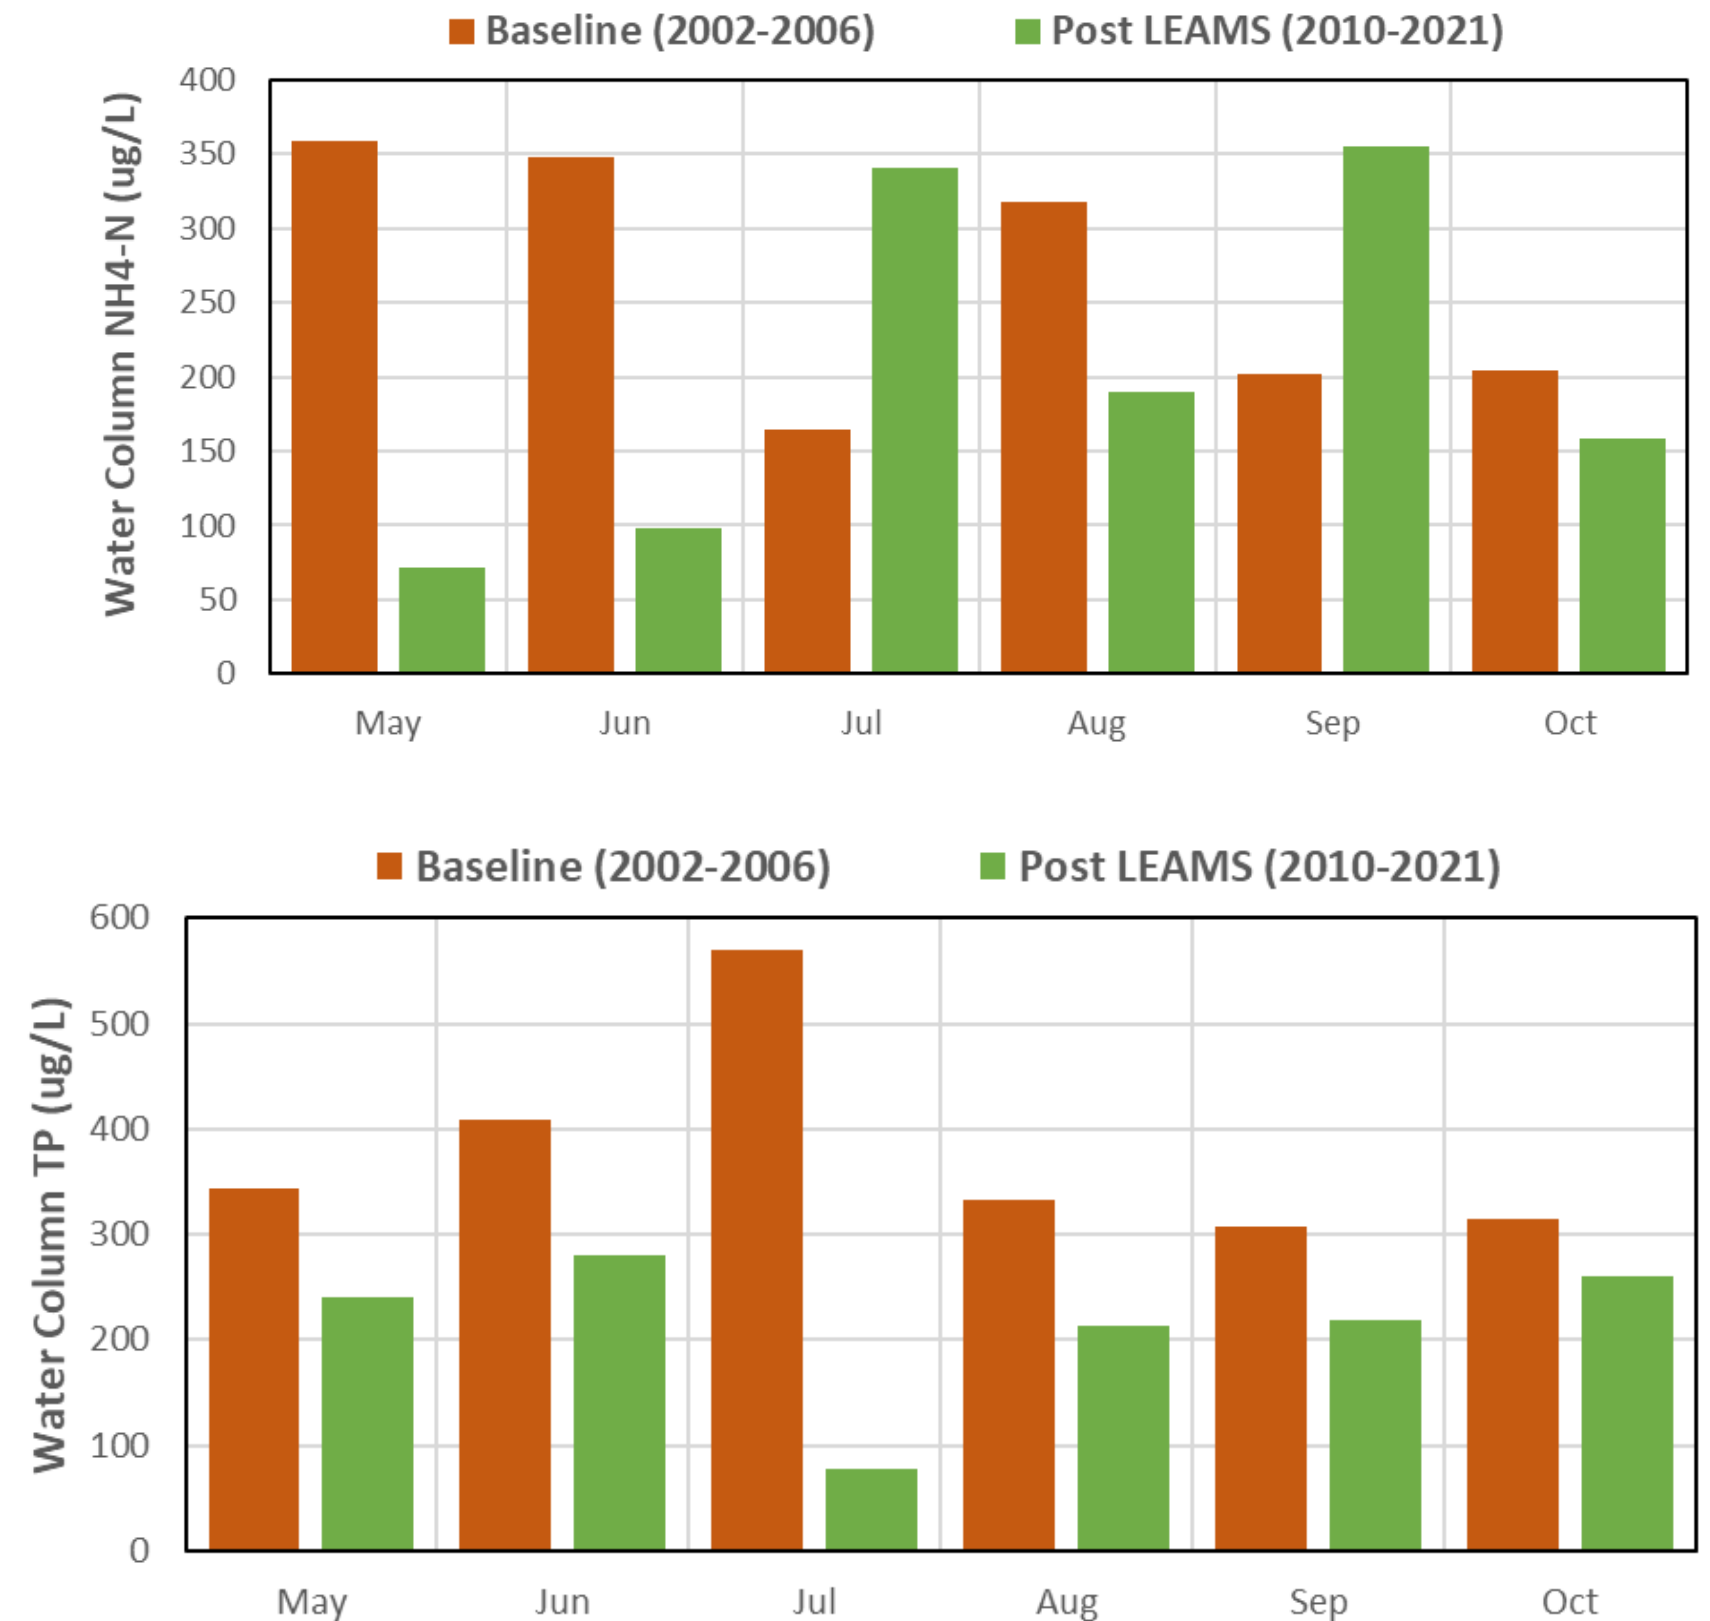 Baseline (2002-2006) Post LEAMS (2010-2021)
Water Column NH4-N (ug/L)
400
350
300
250
200
150
100
50
0
May Jun Jul Aug Sep Oct
Baseline (2002-2006) Post LEAMS (2010-2021)
Water Column TP (ug/L)
600
500
400
300
200
100
0
May Jun Jul Aug Sep Oct